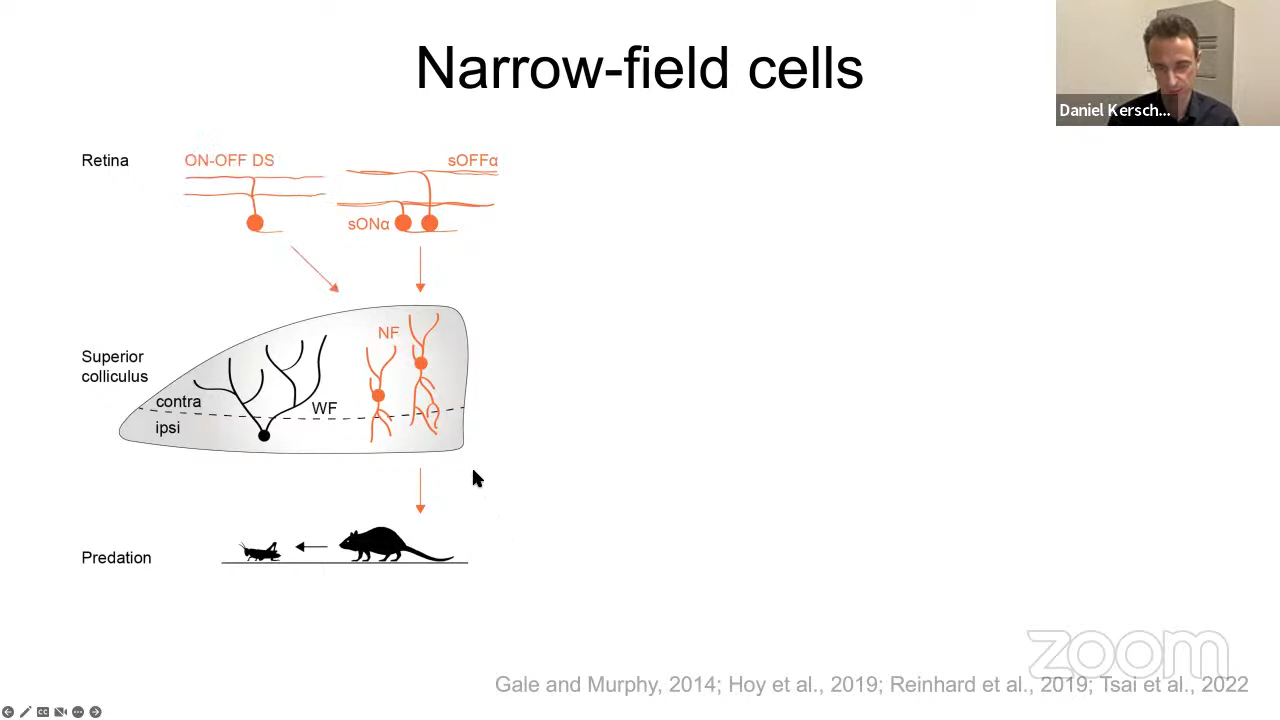 Narrow-field cells
Daniel Kersch...
Retina
ON-OFF DS
sOFFα
sONα
NF
Superior
colliculus
contra
WF
ipsi
Predation
zoom
Gale and Murphy, 2014; Hoy et al., 2019; Reinhard et al., 2019; Tsai et al., 2022
CC